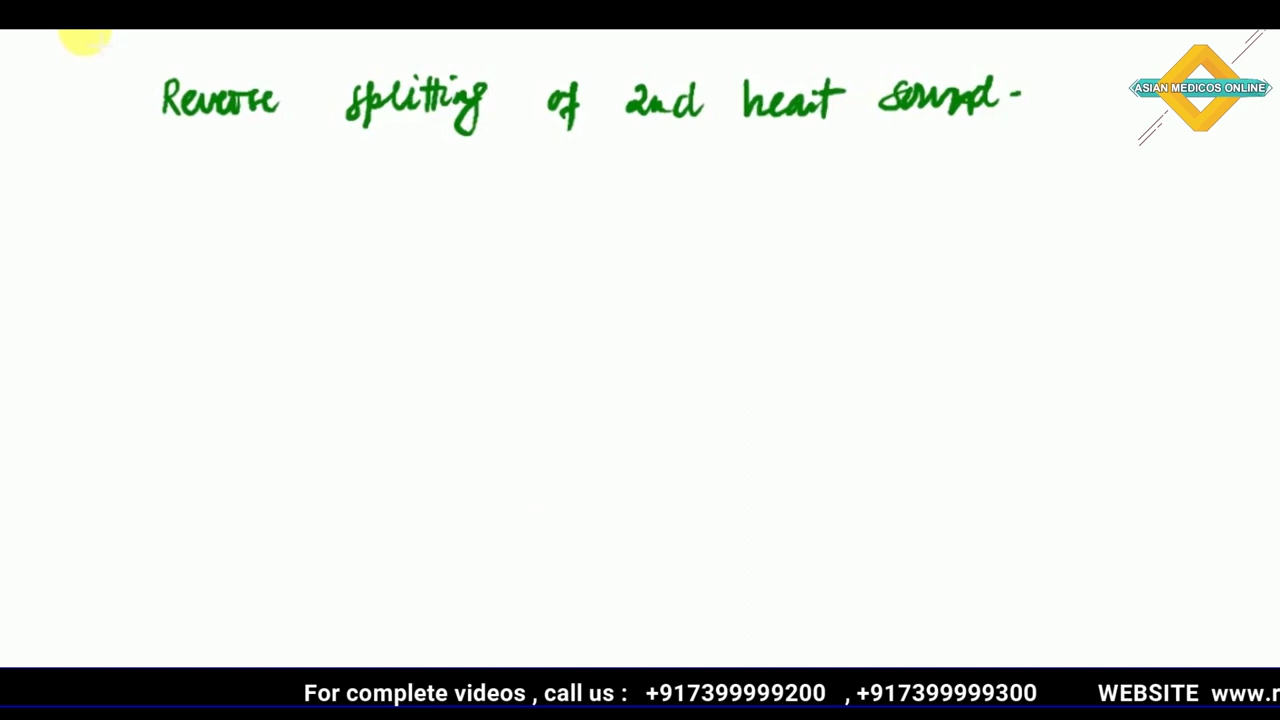 Reverse splitting of 2nd heart sound -
ASIAN MEDICOS ONLINE
For complete videos , call us : +917399999200 , +917399999300 WEBSITE www.r